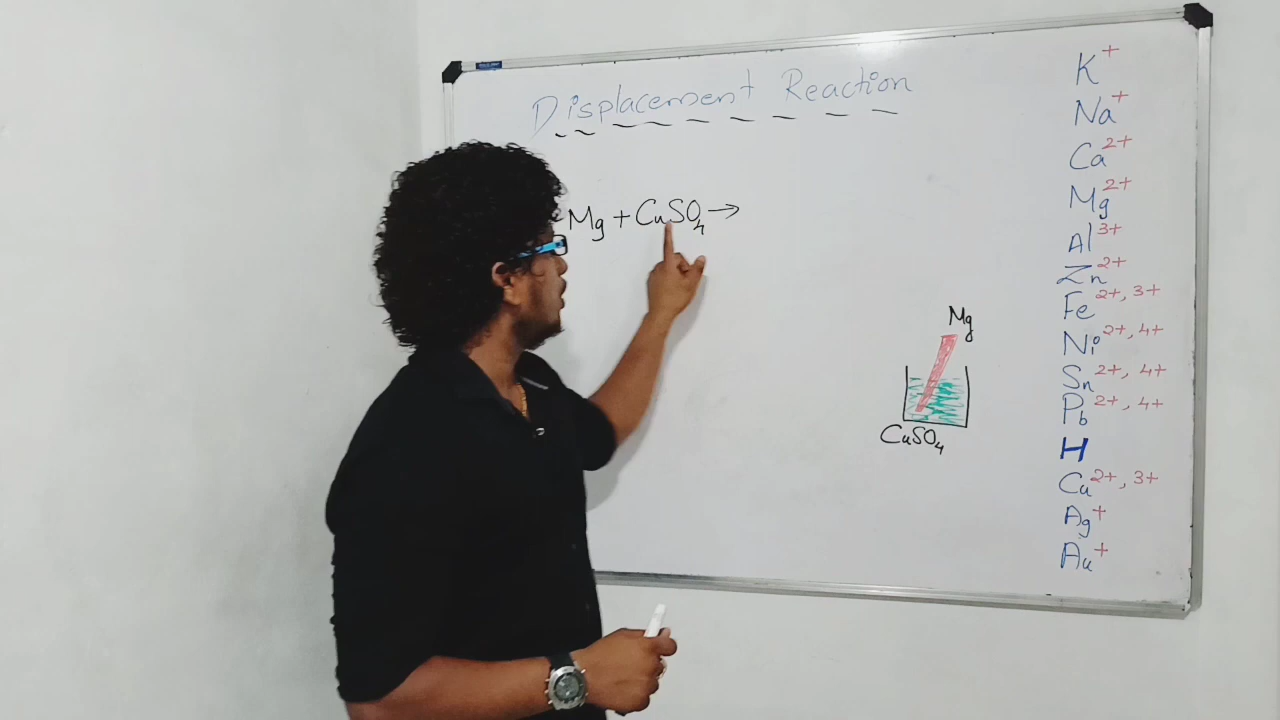 Displacement Reaction
Mg + CuSO₄ →
Mg
CuSO₄
K⁺
Na⁺
Ca²⁺
Mg²⁺
Al³⁺
Zn²⁺
Fe²⁺, ³⁺
Ni²⁺, ⁴⁺
Sn²⁺, ⁴⁺
Pb²⁺, ⁴⁺
H
Cu²⁺, ³⁺
Ag⁺
Au⁺